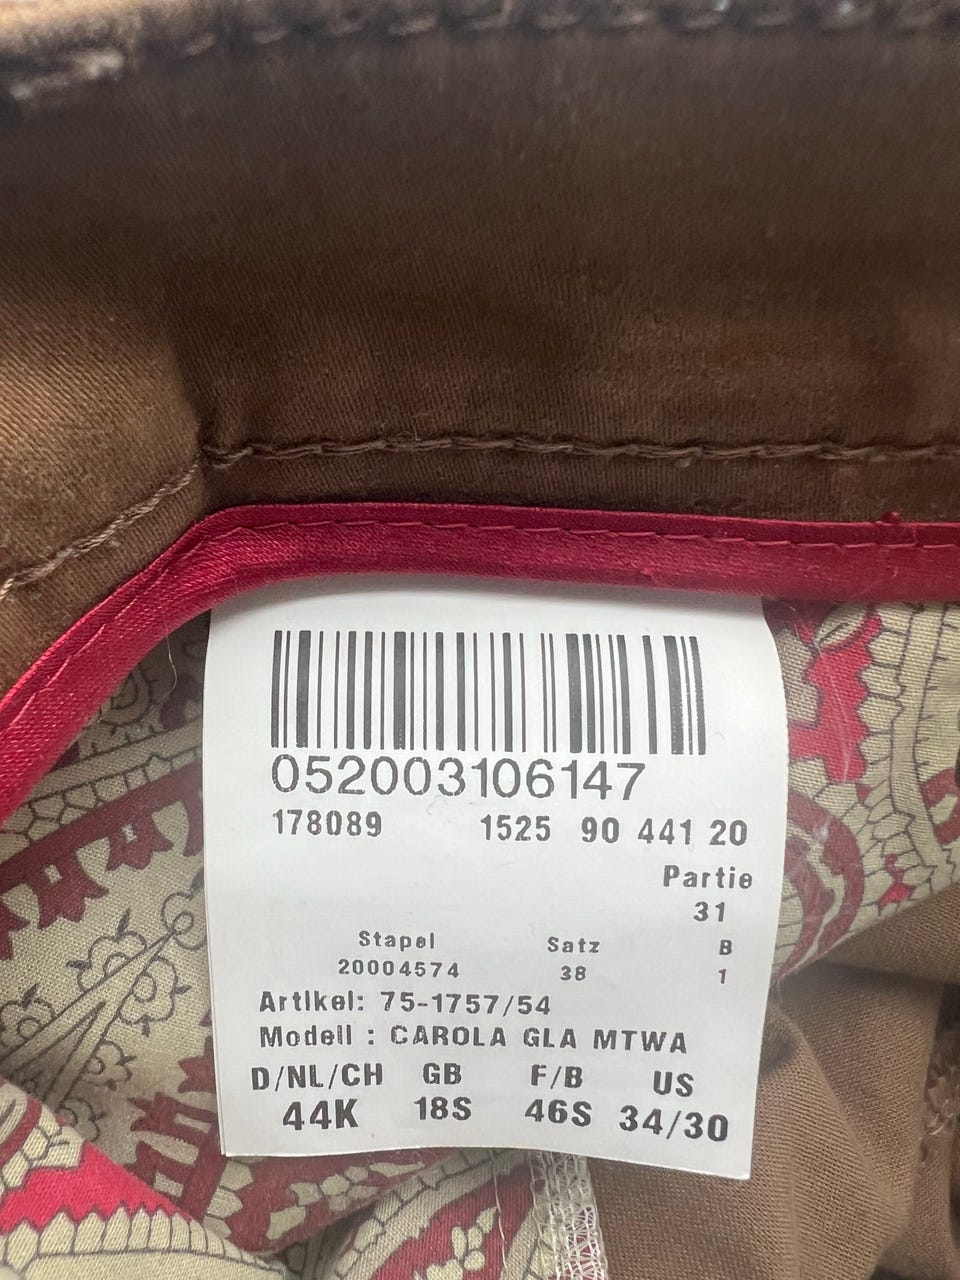 052003106147
178089 1525 90 441 20
Partie
31
Stapel Satz B
20004574 38 1
Artikel: 75-1757/54
Modell : CAROLA GLA MTWA
D/NL/CH GB F/B US
44K 18S 46S 34/30